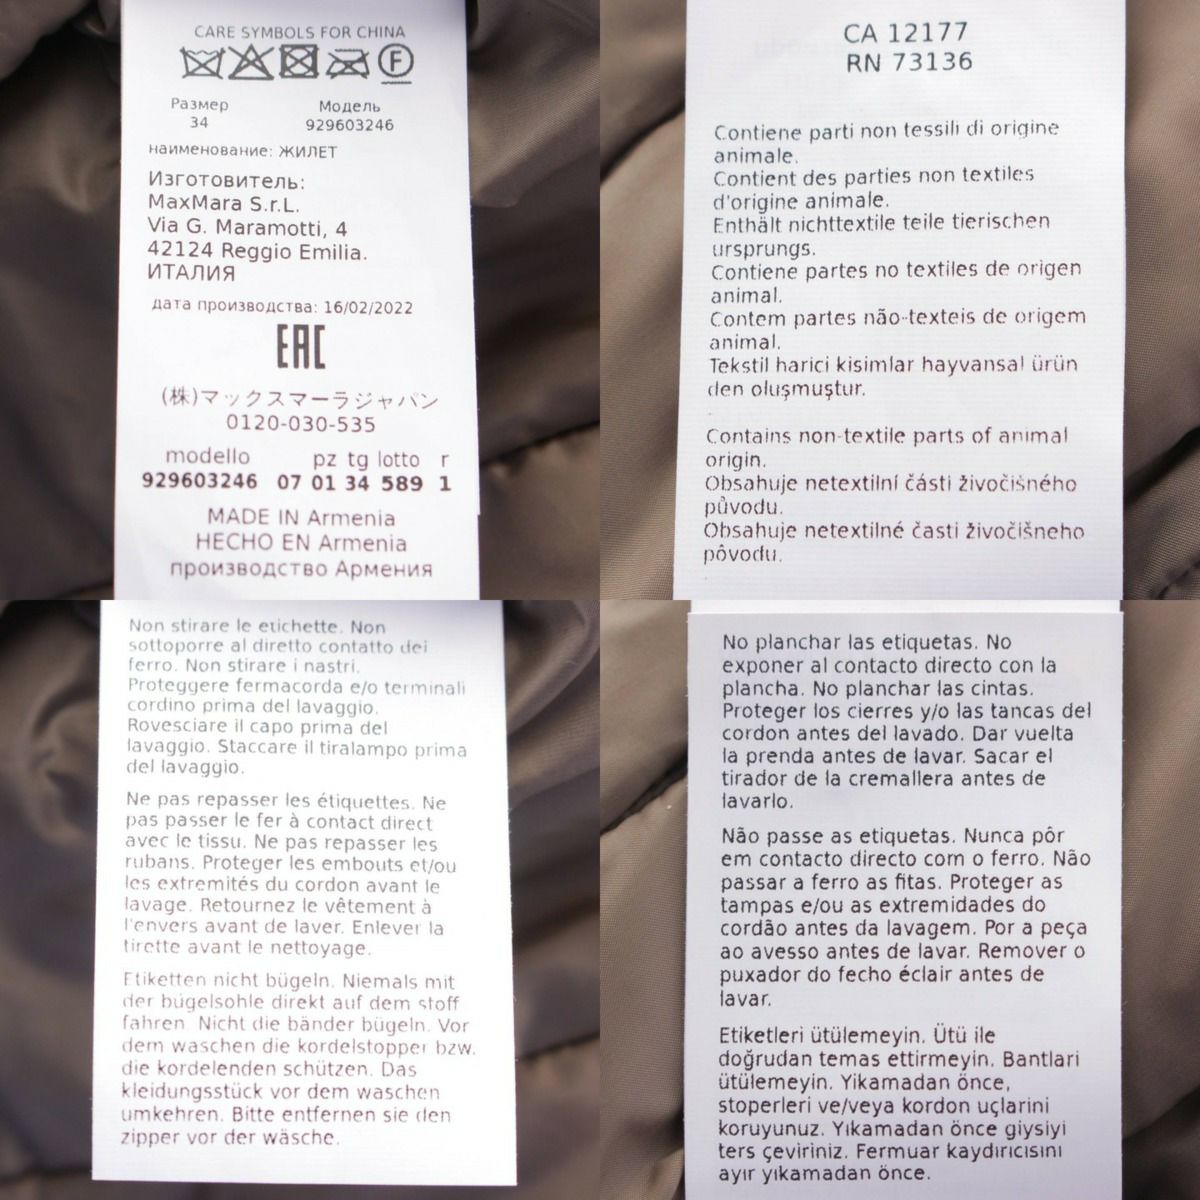 CARE SYMBOLS FOR CHINA
F
Размер Модель
34 929603246
наименование: ЖИЛЕТ
Изготовитель:
MaxMara S.r.L.
Via G. Maramotti, 4
42124 Reggio Emilia.
ИТАЛИЯ
дата производства: 16/02/2022
EAC
(株)マックスマーラジャパン
0120-030-535
modello pz tg lotto r
929603246 07 01 34 589 1
MADE IN Armenia
HECHO EN Armenia
производство Армения
CA 12177
RN 73136
Contiene parti non tessili di origine
animale.
Contient des parties non textiles
d'origine animale.
Enthält nichttextile teile tierischen
ursprungs.
Contiene partes no textiles de origen
animal.
Contem partes não-texteis de origem
animal.
Tekstil harici kisimlar hayvansal ürün
den oluşmuştur.
Contains non-textile parts of animal
origin.
Obsahuje netextilní části živočišného
původu.
Obsahuje netextilné časti živočišneho
pôvodu.
Non stirare le etichette. Non
sottoporre al diretto contatto dei
ferro. Non stirare i nastri.
Proteggere fermacorda e/o terminali
cordino prima del lavaggio.
Rovesciare il capo prima del
lavaggio. Staccare il tiralampo prima
del lavaggio.
Ne pas repasser les étiquettes. Ne
pas passer le fer à contact direct
avec le tissu. Ne pas repasser les
rubans. Proteger les embouts et/ou
les extremités du cordon avant le
lavage. Retournez le vêtement à
l'envers avant de laver. Enlever la
tirette avant le nettoyage.
Etiketten nicht bügeln. Niemals mit
der bügelsohle direkt auf dem stoff
fahren. Nicht die bänder bügeln. Vor
dem waschen die kordelstopper bzw.
die kordelenden schützen. Das
kleidungsstück vor dem waschen
umkehren. Bitte entfernen sie den
zipper vor der wäsche.
No planchar las etiquetas. No
exponer al contacto directo con la
plancha. No planchar las cintas.
Proteger los cierres y/o las tancas del
cordon antes del lavado. Dar vuelta
la prenda antes de lavar. Sacar el
tirador de la cremallera antes de
lavarlo.
Não passe as etiquetas. Nunca pôr
em contacto directo com o ferro. Não
passar a ferro as fitas. Proteger as
tampas e/ou as extremidades do
cordão antes da lavagem. Por a peça
ao avesso antes de lavar. Remover o
puxador do fecho éclair antes de
lavar.
Etiketleri ütülemeyin. Ütü ile
doğrudan temas ettirmeyin. Bantlari
ütülemeyin. Yikamadan önce,
stoperleri ve/veya kordon uçlarini
koruyunuz. Yıkamadan önce giysiyi
ters çeviriniz. Fermuar kaydırıcısını
ayır yıkamadan önce.